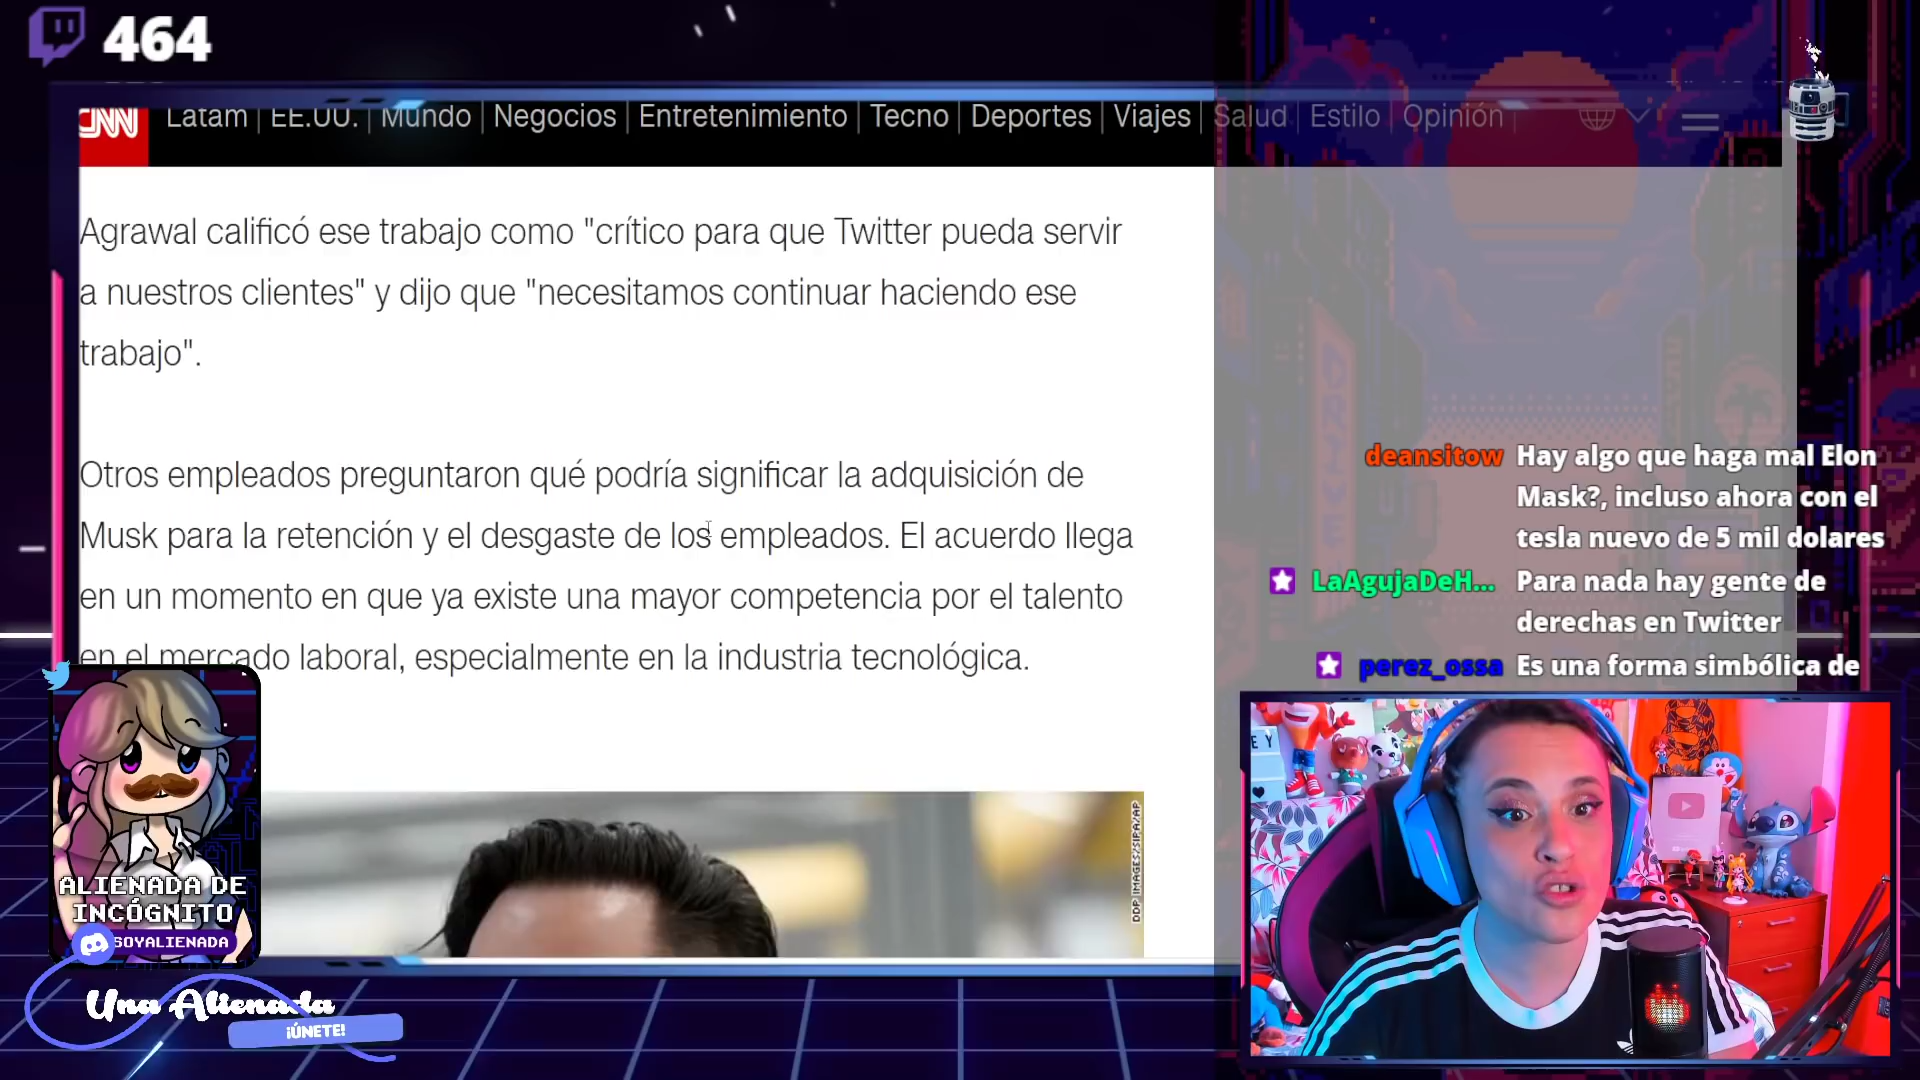 464
CNN
Latam | EE.UU. | Mundo | Negocios | Entretenimiento | Tecno | Deportes | Viajes | Salud | Estilo | Opinión
Agrawal calificó ese trabajo como "crítico para que Twitter pueda servir
a nuestros clientes" y dijo que "necesitamos continuar haciendo ese
trabajo".
Otros empleados preguntaron qué podría significar la adquisición de
Musk para la retención y el desgaste de los empleados. El acuerdo llega
en un momento en que ya existe una mayor competencia por el talento
en el mercado laboral, especialmente en la industria tecnológica.
DDP IMAGES/SIPA/AP
deansitow Hay algo que haga mal Elon
Mask?, incluso ahora con el
tesla nuevo de 5 mil dolares
LaAgujaDeH... Para nada hay gente de
derechas en Twitter
perez_ossa Es una forma simbólica de
ALIENADA DE
INCÓGNITO
SOYALIENADA
Una Alienada
¡ÚNETE!